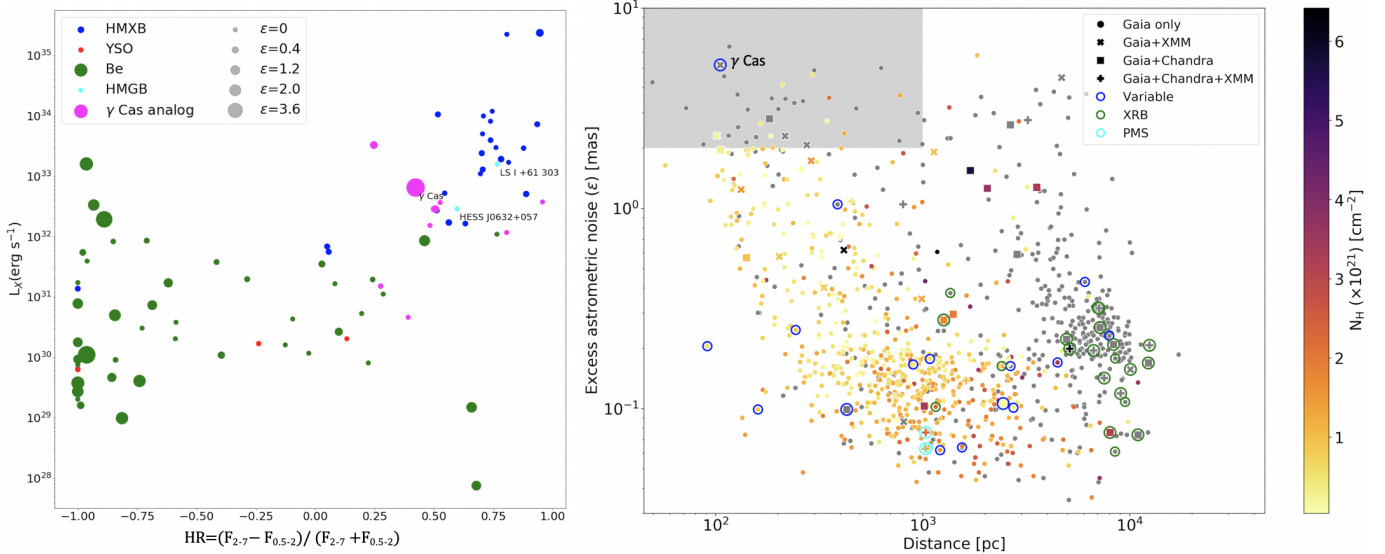 HMXB
YSO
Be
HMGB
γ Cas analog
ε=0
ε=0.4
ε=1.2
ε=2.0
ε=3.6
LS I +61 303
γ Cas
HESS J0632+057
10³⁵
10³⁴
10³³
10³²
10³¹
10³⁰
10²⁹
10²⁸
L_X(erg s⁻¹)
−1.00
−0.75
−0.50
−0.25
0.00
0.25
0.50
0.75
1.00
HR=(F₂₋₇− F₀.₅₋₂)/ (F₂₋₇ +F₀.₅₋₂)
10¹
10⁰
10⁻¹
Excess astrometric noise (ε) [mas]
γ Cas
Gaia only
Gaia+XMM
Gaia+Chandra
Gaia+Chandra+XMM
Variable
XRB
PMS
10²
10³
10⁴
Distance [pc]
6
5
4
3
2
1
N_H (×10²¹) [cm⁻²]